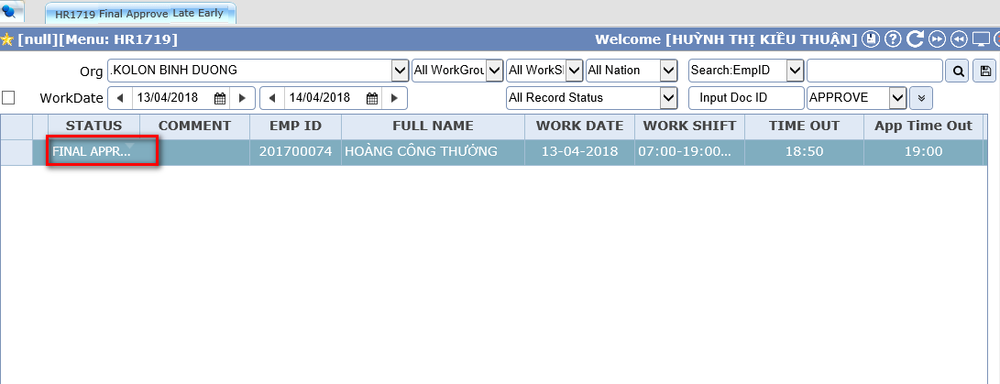 HR1719 Final Approve Late Early
[null][Menu: HR1719] Welcome [HUỲNH THỊ KIỀU THUẬN]
Org .KOLON BINH DUONG All WorkGrou All WorkSl All Nation Search:EmpID
WorkDate 13/04/2018 14/04/2018 All Record Status Input Doc ID APPROVE
STATUS COMMENT EMP ID FULL NAME WORK DATE WORK SHIFT TIME OUT App Time Out
FINAL APPR... 201700074 HOÀNG CÔNG THƯỞNG 13-04-2018 07:00-19:00... 18:50 19:00